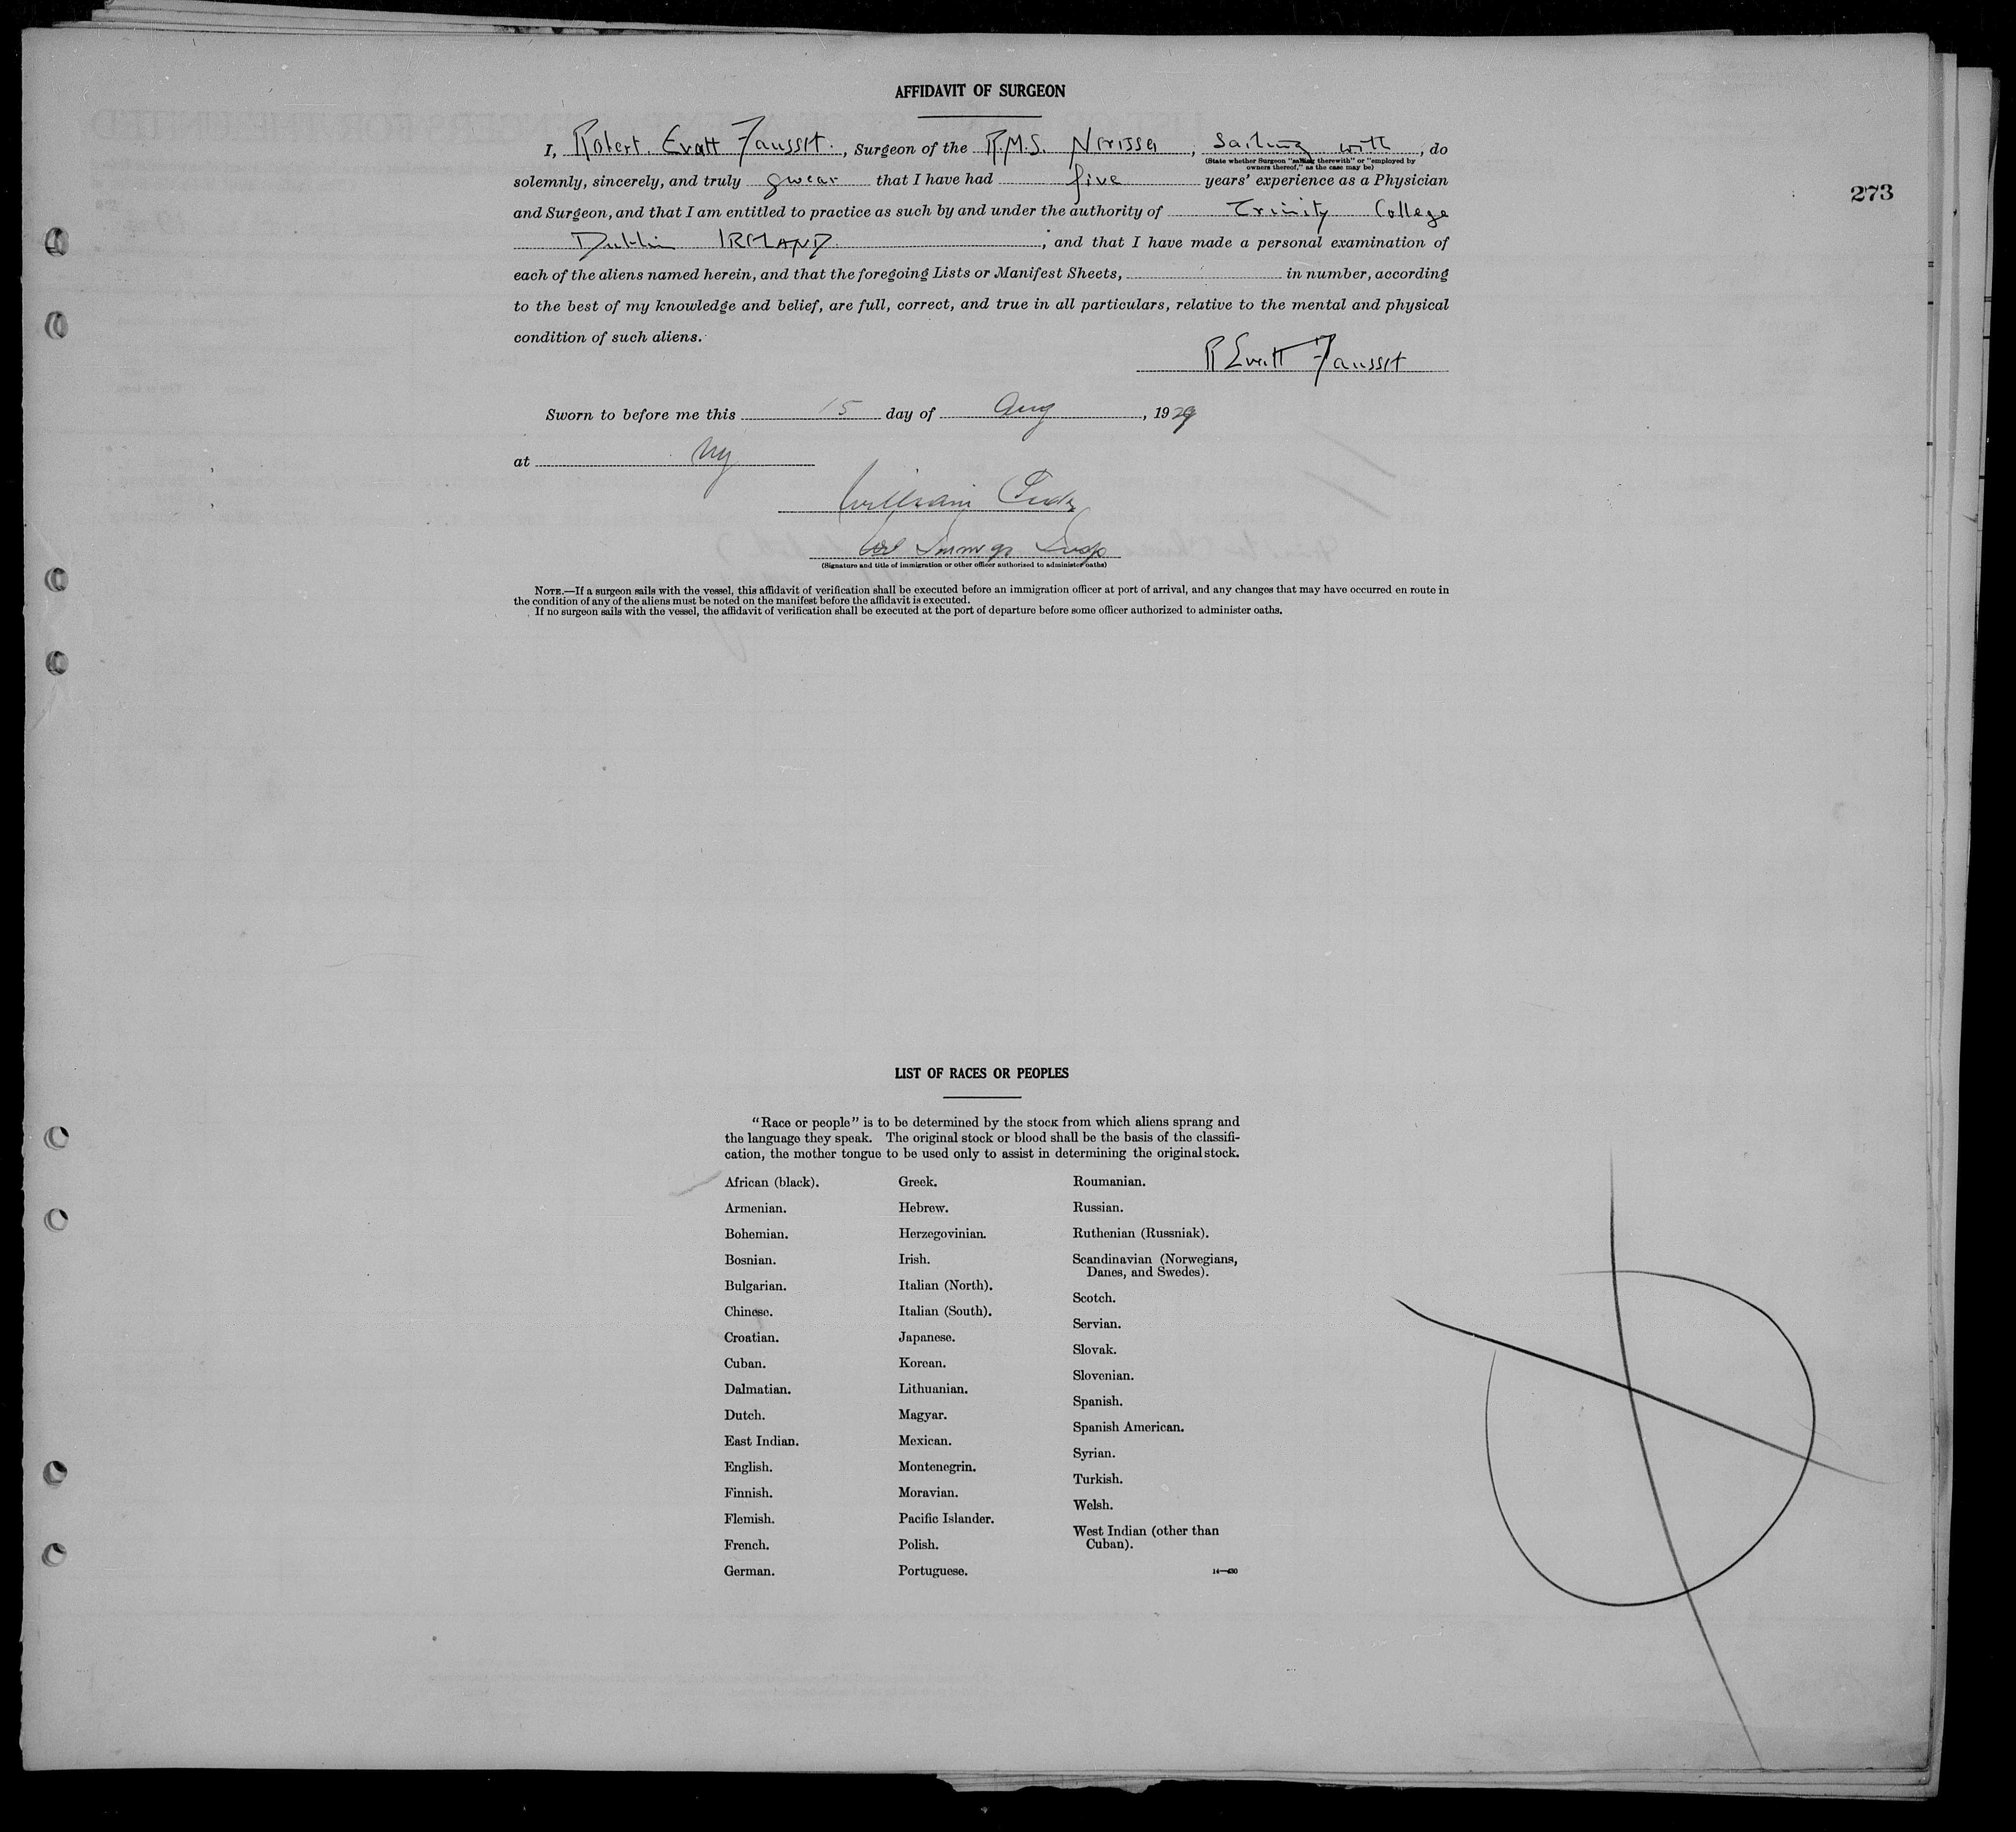 AFFIDAVIT OF SURGEON
I, Robert Evatt Fausset, Surgeon of the R.M.S. Nerissa, Sailing with, do
(State whether Surgeon "sailing therewith" or "employed by
owners thereof," as the case may be)
solemnly, sincerely, and truly swear that I have had five years' experience as a Physician
273
and Surgeon, and that I am entitled to practice as such by and under the authority of Trinity College
Dublin IRELAND; and that I have made a personal examination of
each of the aliens named herein, and that the foregoing Lists or Manifest Sheets, in number, according
to the best of my knowledge and belief, are full, correct, and true in all particulars, relative to the mental and physical
condition of such aliens.
R Evatt Fausset
Sworn to before me this 15 day of Aug, 1929
at NY
William
(Signature and title of immigration or other officer authorized to administer oaths)
NOTE.—If a surgeon sails with the vessel, this affidavit of verification shall be executed before an immigration officer at port of arrival, and any changes that may have occurred en route in
the condition of any of the aliens must be noted on the manifest before the affidavit is executed.
If no surgeon sails with the vessel, the affidavit of verification shall be executed at the port of departure before some officer authorized to administer oaths.
LIST OF RACES OR PEOPLES
"Race or people" is to be determined by the stock from which aliens sprang and
the language they speak. The original stock or blood shall be the basis of the classifi-
cation, the mother tongue to be used only to assist in determining the original stock.
African (black).
Armenian.
Bohemian.
Bosnian.
Bulgarian.
Chinese.
Croatian.
Cuban.
Dalmatian.
Dutch.
East Indian.
English.
Finnish.
Flemish.
French.
German.
Greek.
Hebrew.
Herzegovinian.
Irish.
Italian (North).
Italian (South).
Japanese.
Korean.
Lithuanian.
Magyar.
Mexican.
Montenegrin.
Moravian.
Pacific Islander.
Polish.
Portuguese.
Roumanian.
Russian.
Ruthenian (Russniak).
Scandinavian (Norwegians,
Danes, and Swedes).
Scotch.
Servian.
Slovak.
Slovenian.
Spanish.
Spanish American.
Syrian.
Turkish.
Welsh.
West Indian (other than
Cuban).
14—430